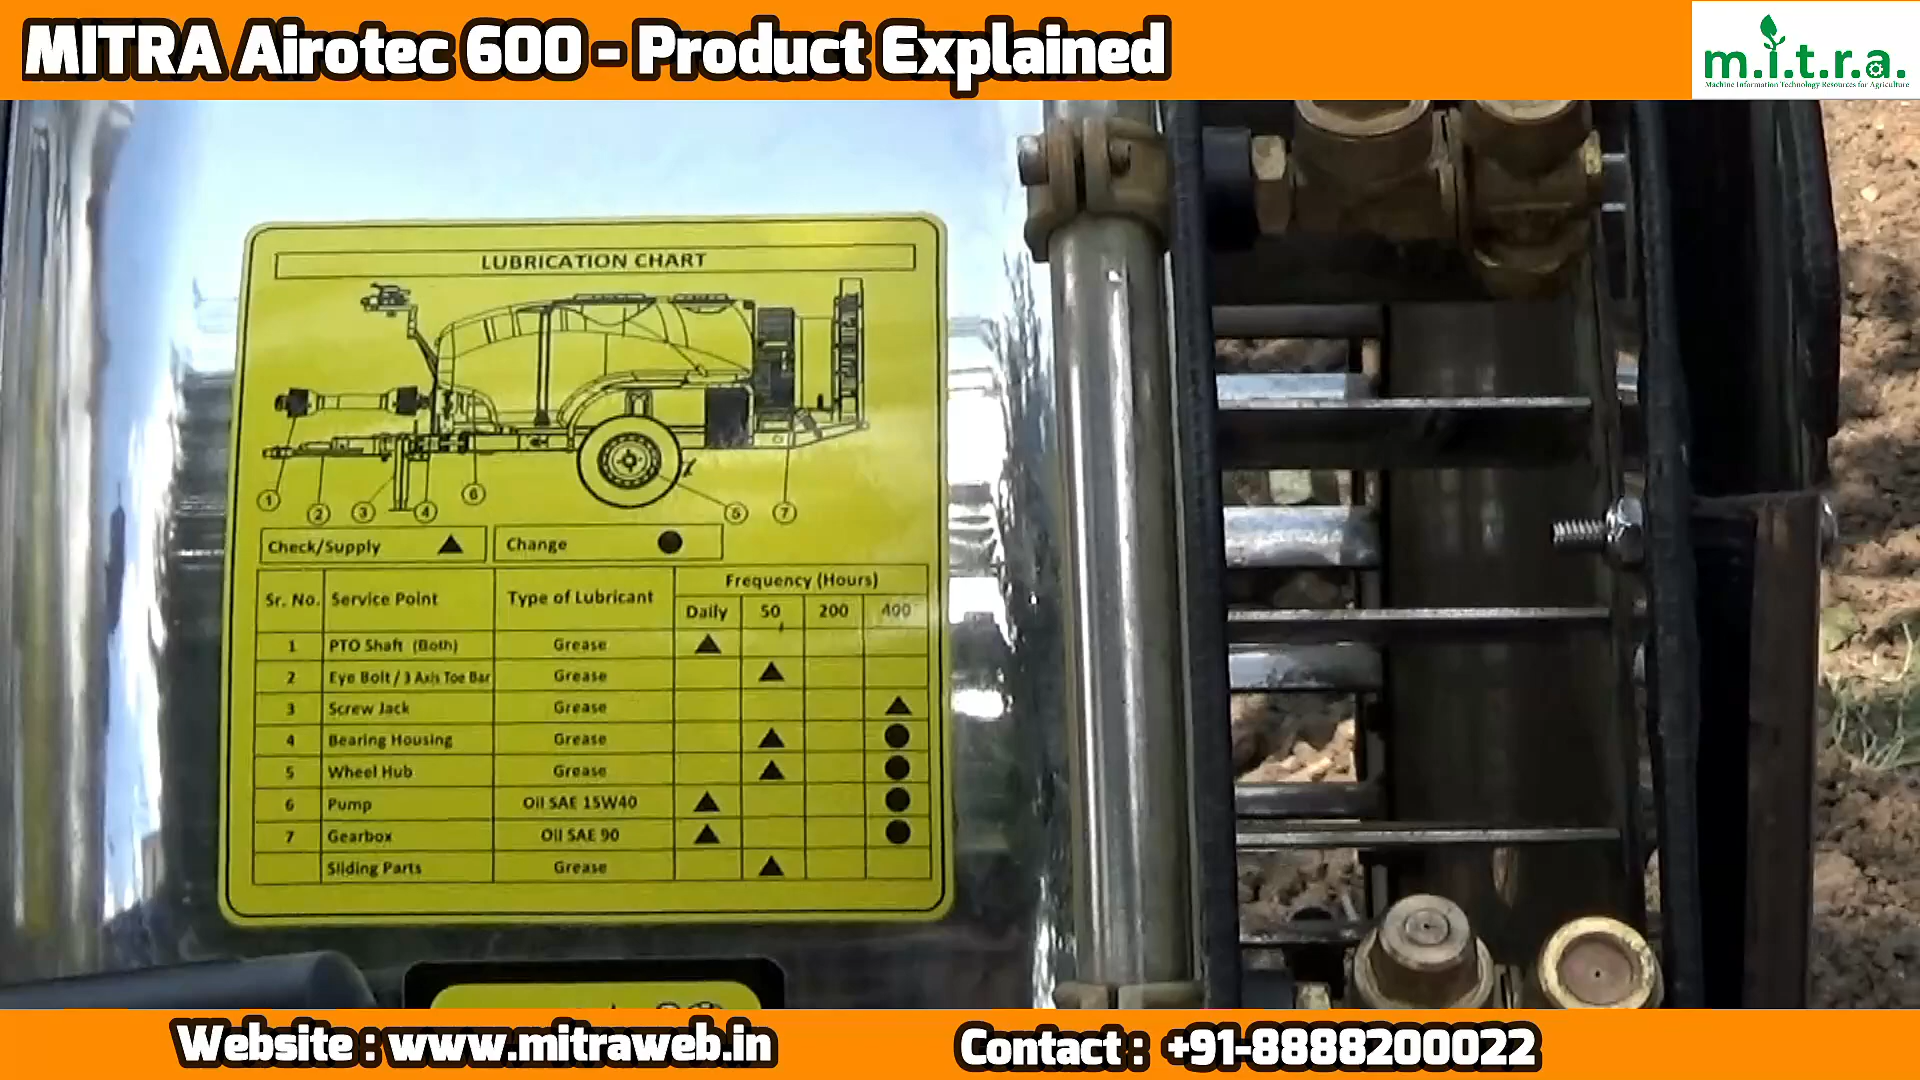 MITRA Airotec 600 - Product Explained
m.i.t.r.a.
Machine Information Technology Resources for Agriculture
LUBRICATION CHART
1 2 3 4 6 5 7
Check/Supply ▲ Change ●
Sr. No. Service Point Type of Lubricant Frequency (Hours)
Daily 50 200 400
1 PTO Shaft (Both) Grease ▲
2 Eye Bolt / 3 Axis Toe Bar Grease ▲
3 Screw Jack Grease ▲
4 Bearing Housing Grease ▲ ●
5 Wheel Hub Grease ▲ ●
6 Pump Oil SAE 15W40 ▲ ●
7 Gearbox Oil SAE 90 ▲ ●
Sliding Parts Grease ▲
Website : www.mitraweb.in
Contact : +91-8888200022